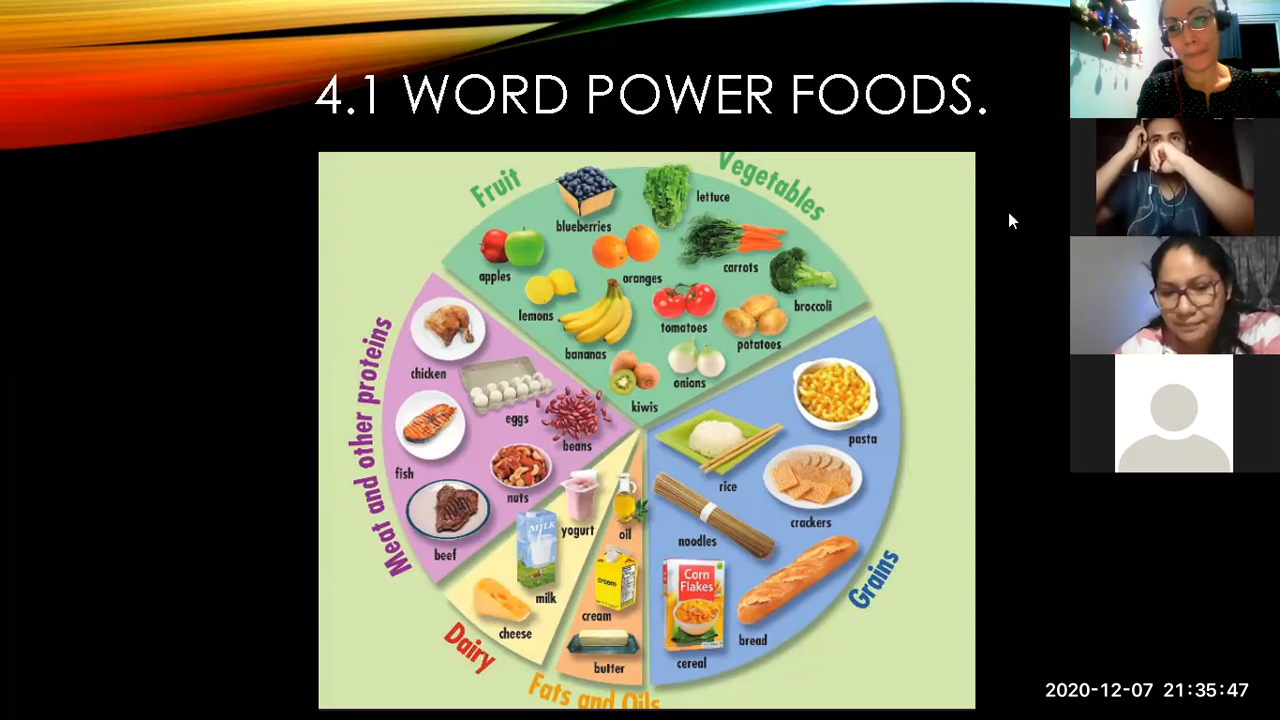 4.1 WORD POWER FOODS.
Fruit
Vegetables
blueberries
lettuce
apples
oranges
carrots
lemons
broccoli
bananas
tomatoes
potatoes
onions
kiwis
Meat and other proteins
chicken
eggs
beans
fish
nuts
beef
pasta
rice
crackers
noodles
Grains
Corn
Flakes
bread
cereal
yogurt
MILK
milk
cheese
Dairy
oil
cream
cream
butter
Fats and Oils
2020-12-07 21:35:47